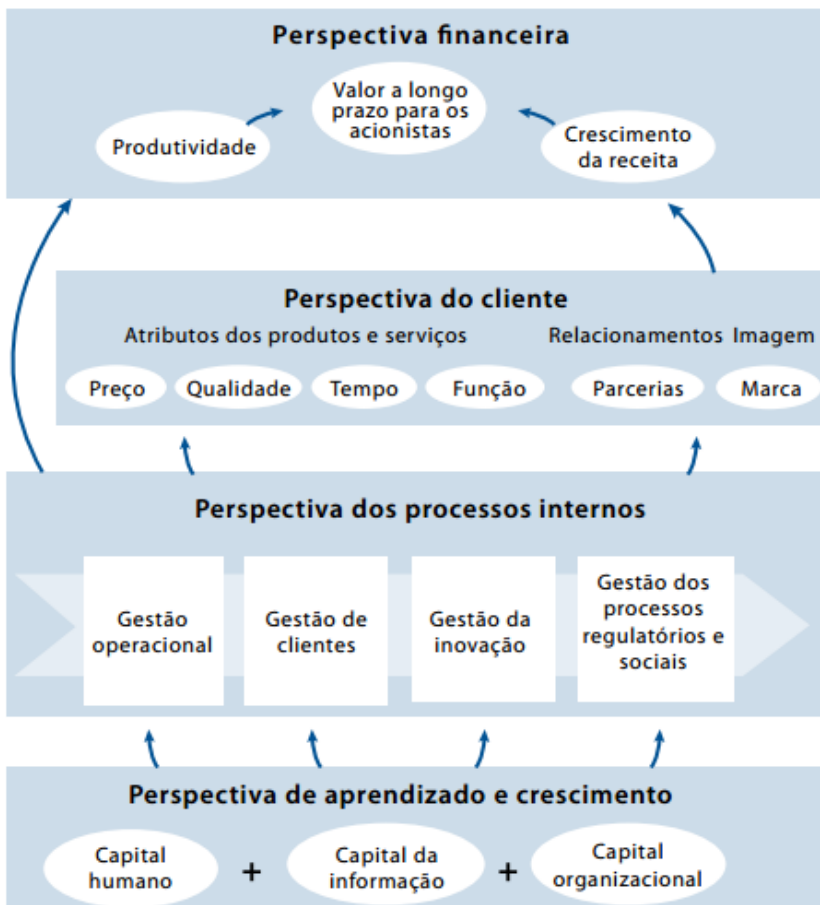 Perspectiva financeira
Valor a longo
prazo para os
acionistas
Produtividade
Crescimento
da receita
Perspectiva do cliente
Atributos dos produtos e serviços
Relacionamentos
Imagem
Preço
Qualidade
Tempo
Função
Parcerias
Marca
Perspectiva dos processos internos
Gestão
operacional
Gestão de
clientes
Gestão da
inovação
Gestão dos
processos
regulatórios e
sociais
Perspectiva de aprendizado e crescimento
Capital
humano
+
Capital da
informação
+
Capital
organizacional